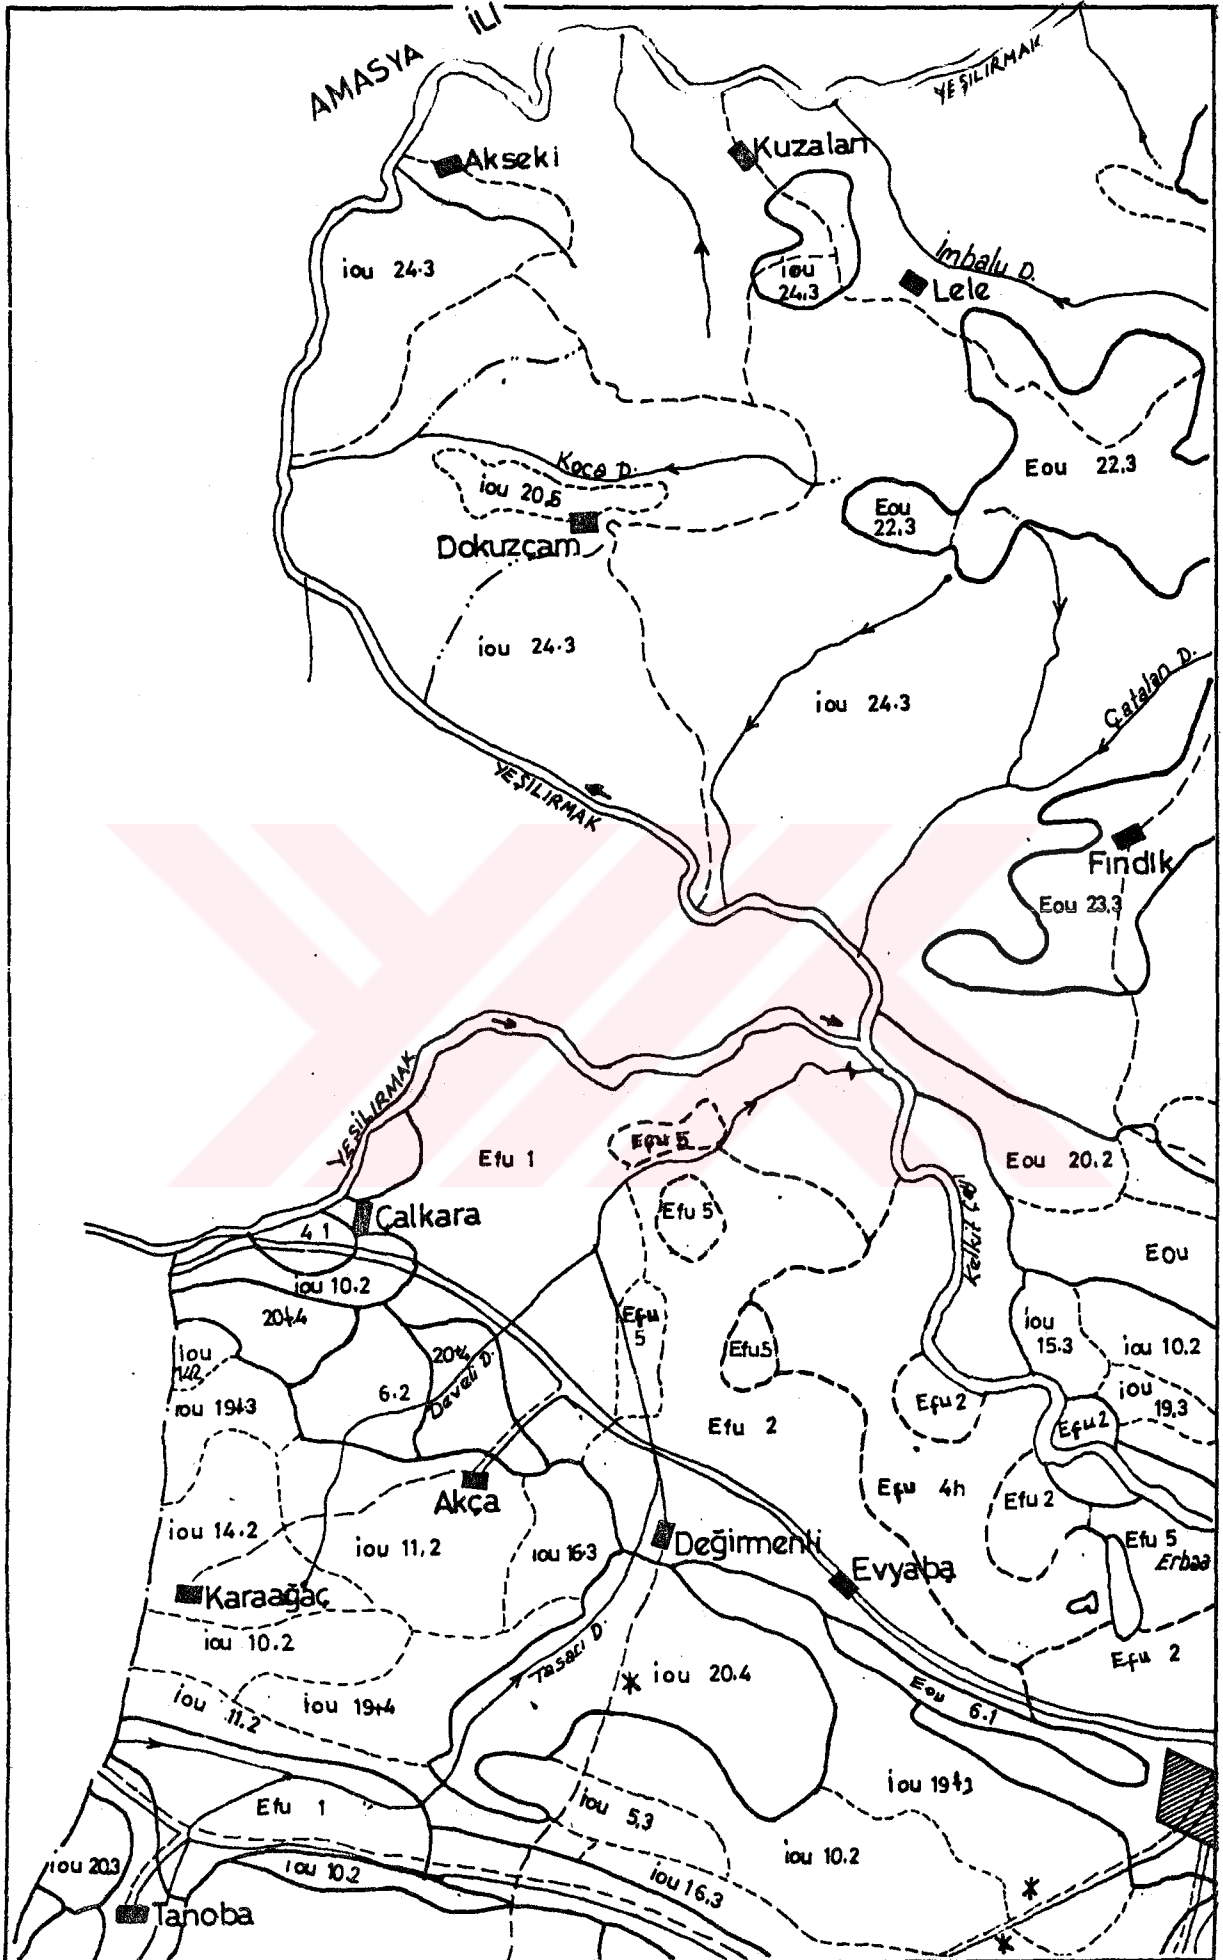 AMASYA İLİ
YEŞİLIRMAK
Akseki
Kuzalan
iou 24.3
iou
24.3
İmbalu D.
Lele
Koca D.
iou 20.5
Eou 22.3
Eou
22.3
Dokuzçam
iou 24.3
iou 24.3
Çatalan D.
YEŞİLIRMAK
Fındık
Eou 23.3
YEŞİLIRMAK
Efu 1
Efu 5
Eou 20.2
Efu 5
Kelkit Çayı
Çalkara
4 1
Eou
iou 10.2
20+4
Efu
5
Efu5
iou
15.3
iou 10.2
iou
20+4
6.2
Develi D.
iou 19+3
Efu 2
Efu 2
iou
19.3
Efu2
Efu 4h
Efu 2
Akça
iou 14.2
iou 11.2
iou 16.3
Değirmenli
Efu 5
Erbaa
Evyaba
Karaağaç
iou 10.2
Tasacı D.
iou 20.4
Efu 2
iou 11.2
iou 19+4
Eou 6.1
iou 19+3
Efu 1
iou 5.3
iou 10.2
iou 20.3
iou 10.2
iou 16.3
Tanoba